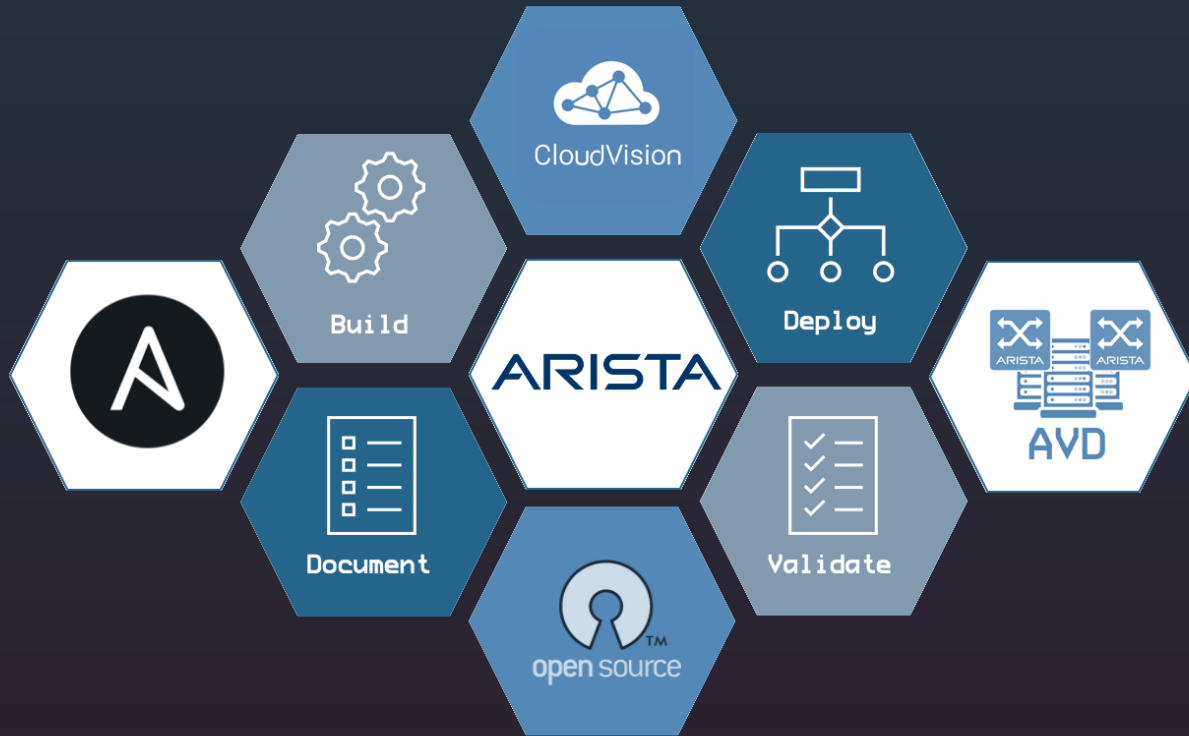 CloudVision
Build
Deploy
ARISTA
ARISTA
ARISTA
AVD
Document
Validate
TM
open source